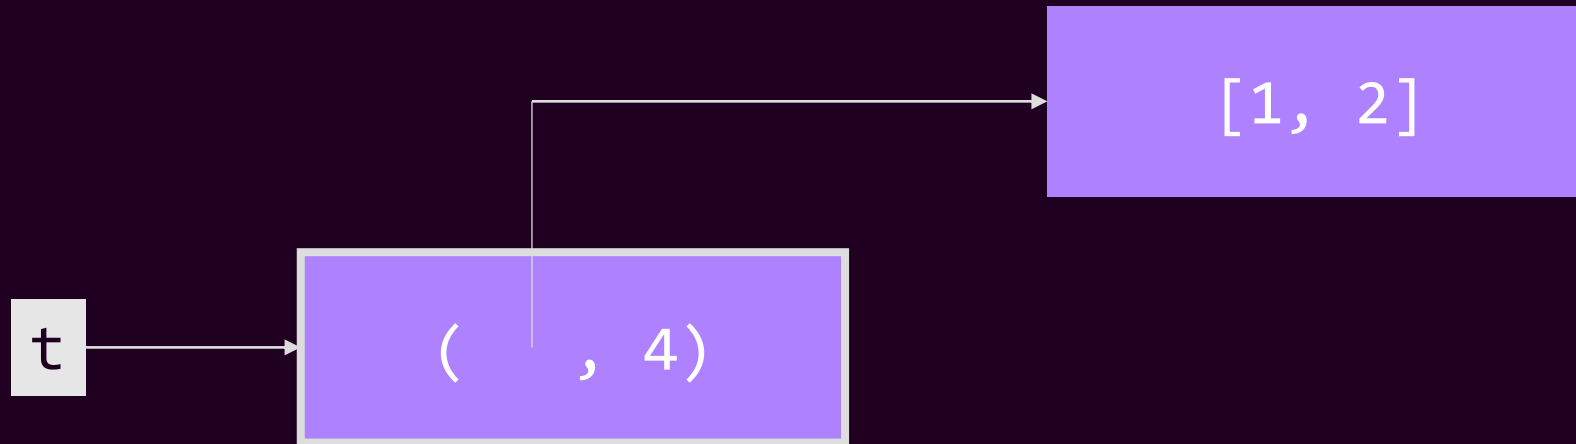 [1, 2]
t
( , 4)